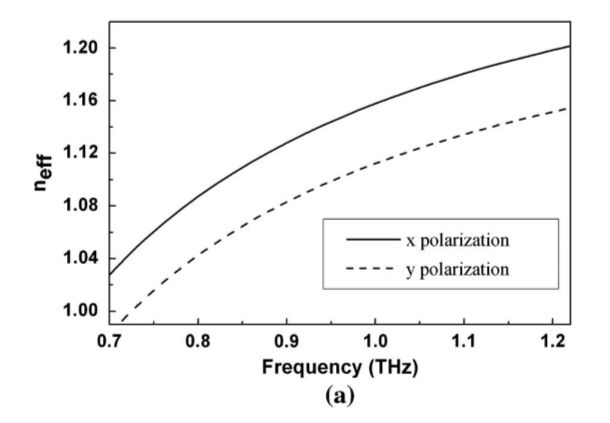 1.20
1.16
1.12
1.08
1.04
1.00
neff
x polarization
y polarization
0.7 0.8 0.9 1.0 1.1 1.2
Frequency (THz)
(a)